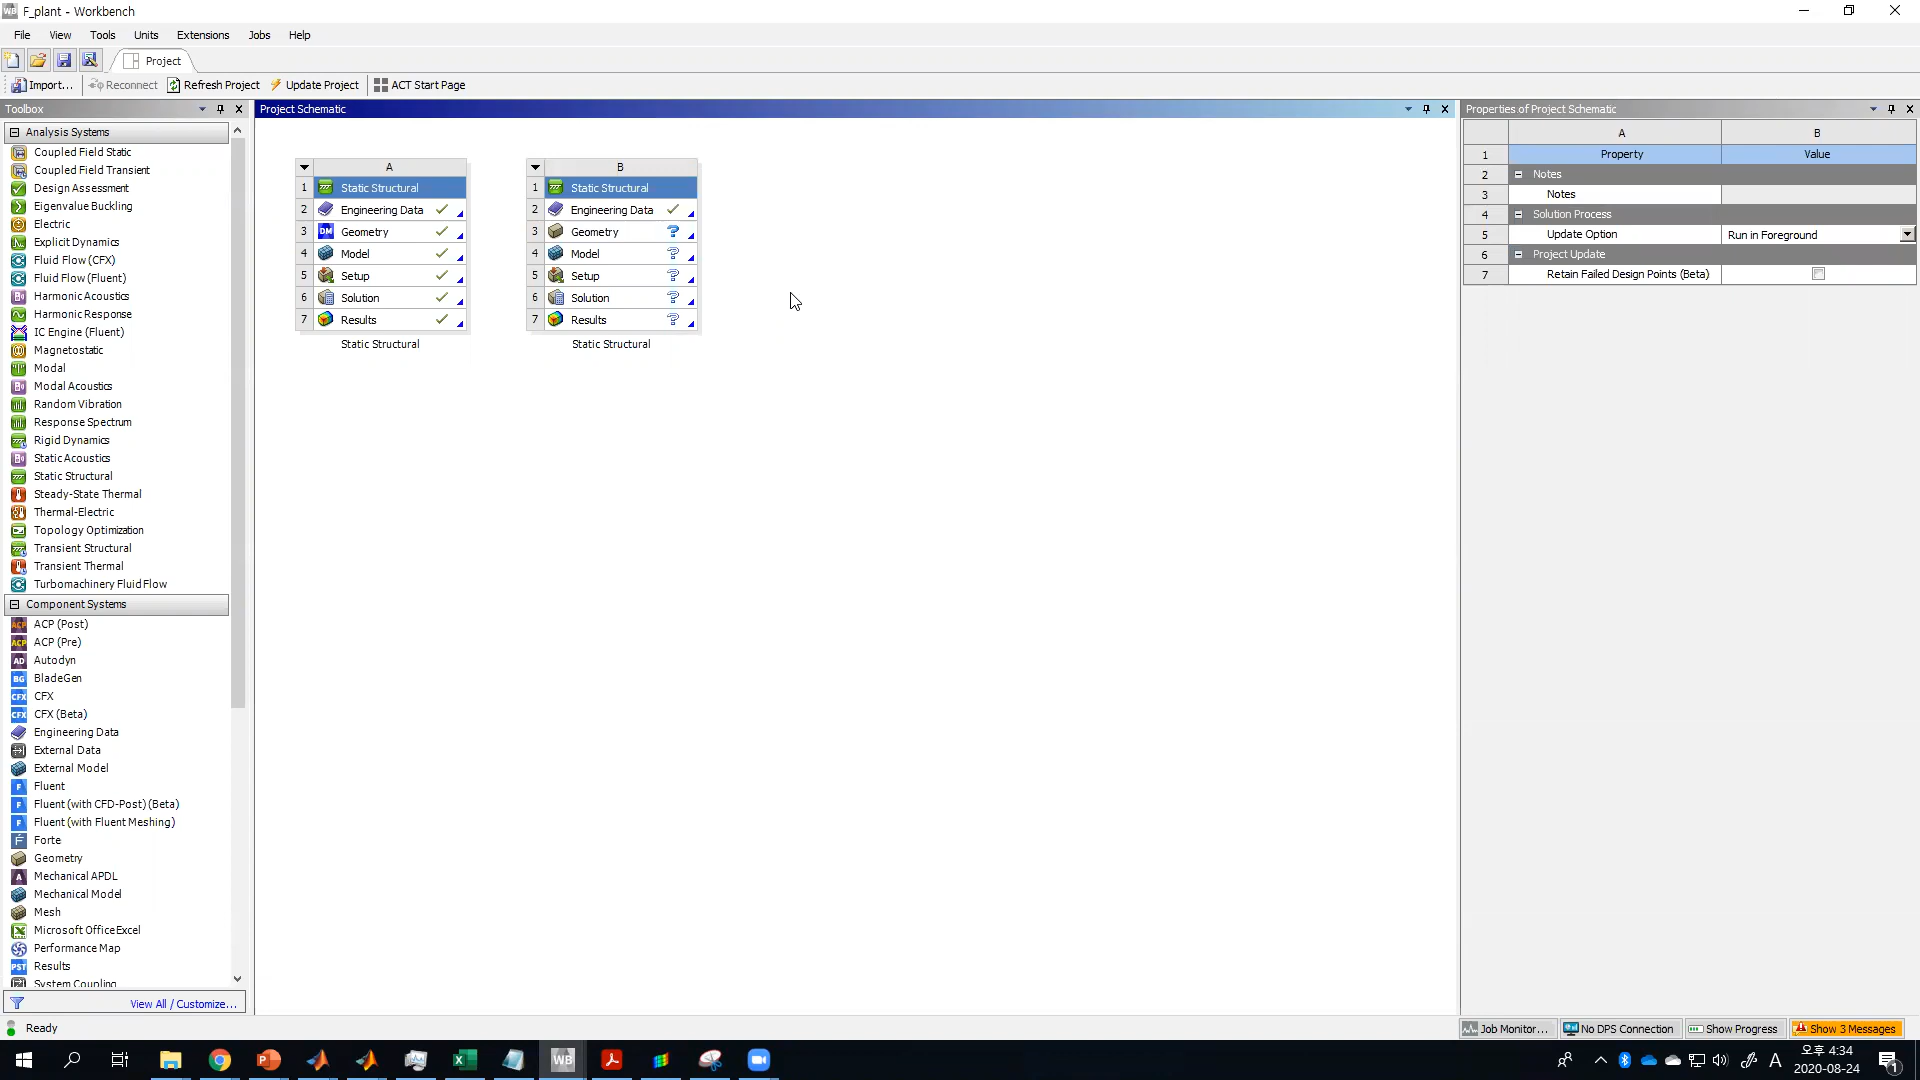 F_plant - Workbench
File View Tools Units Extensions Jobs Help
Project
Import... Reconnect Refresh Project Update Project ACT Start Page
Toolbox
Analysis Systems
Coupled Field Static
Coupled Field Transient
Design Assessment
Eigenvalue Buckling
Electric
Explicit Dynamics
Fluid Flow (CFX)
Fluid Flow (Fluent)
Harmonic Acoustics
Harmonic Response
IC Engine (Fluent)
Magnetostatic
Modal
Modal Acoustics
Random Vibration
Response Spectrum
Rigid Dynamics
Static Acoustics
Static Structural
Steady-State Thermal
Thermal-Electric
Topology Optimization
Transient Structural
Transient Thermal
Turbomachinery Fluid Flow
Component Systems
ACP (Post)
ACP (Pre)
Autodyn
BladeGen
CFX
CFX (Beta)
Engineering Data
External Data
External Model
Fluent
Fluent (with CFD-Post) (Beta)
Fluent (with Fluent Meshing)
Forte
Geometry
Mechanical APDL
Mechanical Model
Mesh
Microsoft Office Excel
Performance Map
Results
System Coupling
View All / Customize...
Project Schematic
A
1 Static Structural
2 Engineering Data
3 DM Geometry
4 Model
5 Setup
6 Solution
7 Results
Static Structural
B
1 Static Structural
2 Engineering Data
3 Geometry ?
4 Model ?
5 Setup ?
6 Solution ?
7 Results ?
Static Structural
Properties of Project Schematic
A B
1 Property Value
2 Notes
3 Notes
4 Solution Process
5 Update Option Run in Foreground
6 Project Update
7 Retain Failed Design Points (Beta)
Ready
Job Monitor... No DPS Connection Show Progress Show 3 Messages
WB
A
오후 4:34
2020-08-24
1